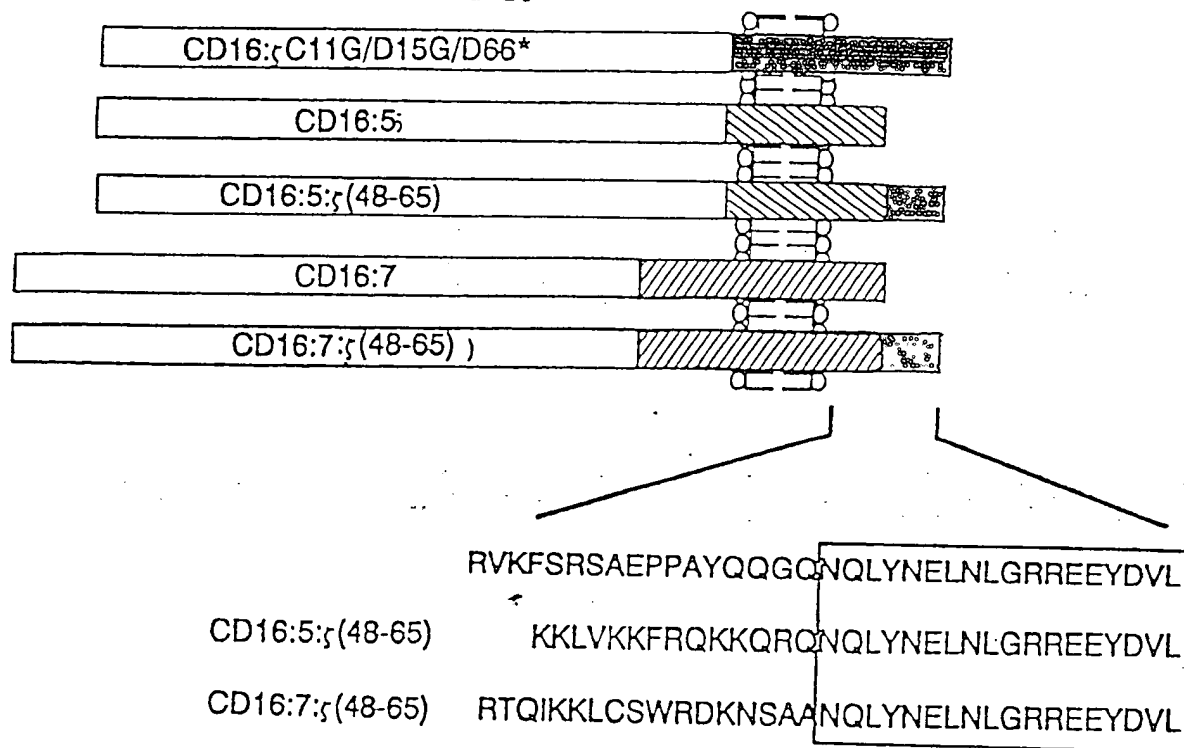 CD16:ζC11G/D15G/D66*
CD16:5
CD16:5:ζ(48-65)
CD16:7
CD16:7:ζ(48-65) )
RVKFSRSAEPPAYQQGQNQLYNELNLGRREEYDVL
CD16:5:ζ(48-65) KKLVKKFRQKKQRQNQLYNELNLGRREEYDVL
CD16:7:ζ(48-65) RTQIKKLCSWRDKNSAANQLYNELNLGRREEYDVL